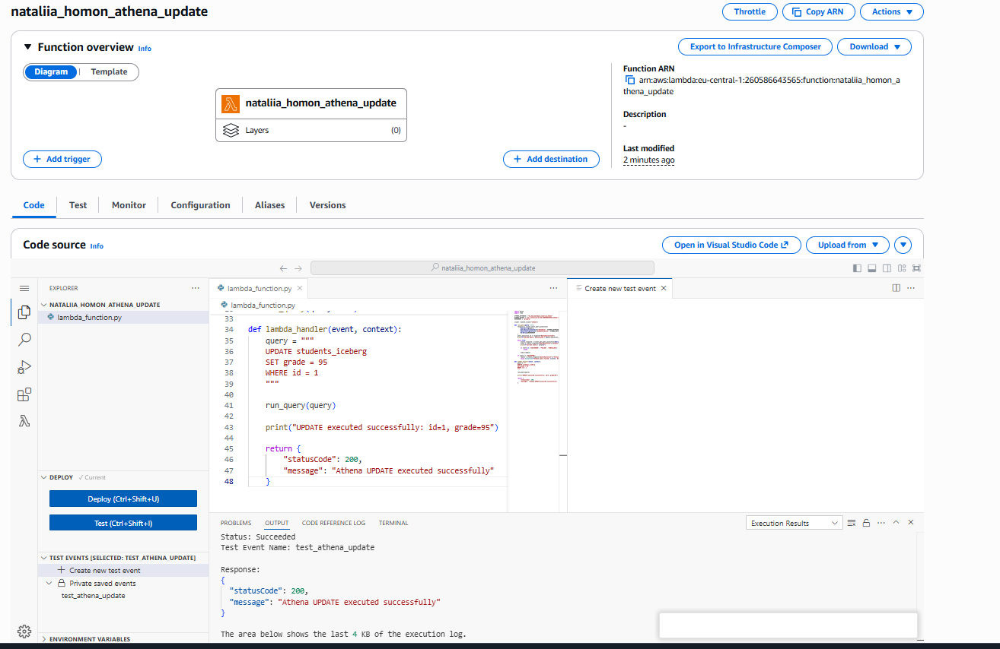 nataliia_homon_athena_update
Throttle
Copy ARN
Actions
Function overview Info
Export to Infrastructure Composer
Download
Diagram
Template
nataliia_homon_athena_update
Layers
(0)
Add trigger
Add destination
Function ARN
arn:aws:lambda:eu-central-1:260586643565:function:nataliia_homon_a
thena_update
Description
-
Last modified
2 minutes ago
Code
Test
Monitor
Configuration
Aliases
Versions
Code source Info
Open in Visual Studio Code
Upload from
nataliia_homon_athena_update
EXPLORER
NATALIIA HOMON ATHENA UPDATE
lambda_function.py
DEPLOY Current
Deploy (Ctrl+Shift+U)
Test (Ctrl+Shift+I)
TEST EVENTS [SELECTED: TEST ATHENA_UPDATE]
Create new test event
Private saved events
test_athena_update
ENVIRONMENT VARIABLES
lambda_function.py
lambda_function.py
33
34 def lambda_handler(event, context):
35 query = """
36 UPDATE students_iceberg
37 SET grade = 95
38 WHERE id = 1
39 """
40
41 run_query(query)
42
43 print("UPDATE executed successfully: id=1, grade=95")
44
45 return {
46 "statusCode": 200,
47 "message": "Athena UPDATE executed successfully"
48 }
Create new test event
PROBLEMS
OUTPUT
CODE REFERENCE LOG
TERMINAL
Execution Results
Status: Succeeded
Test Event Name: test_athena_update
Response:
{
"statusCode": 200,
"message": "Athena UPDATE executed successfully"
}
The area below shows the last 4 KB of the execution log.